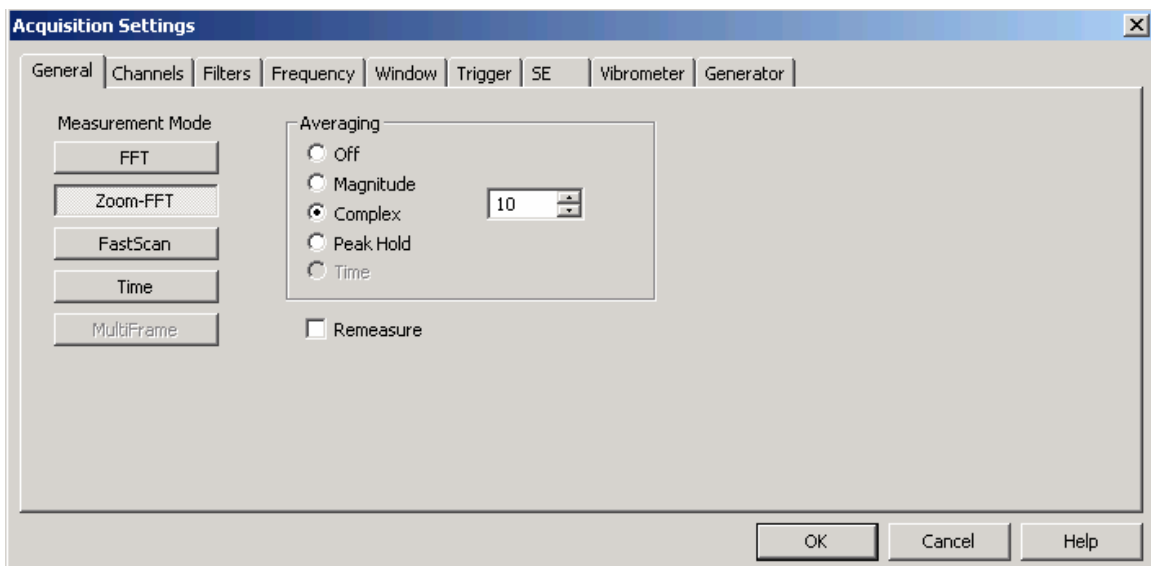 Acquisition Settings
General Channels Filters Frequency Window Trigger SE Vibrometer Generator
Measurement Mode
FFT
Zoom-FFT
FastScan
Time
MultiFrame
Averaging
Off
Magnitude
Complex
Peak Hold
Time
10
Remeasure
OK Cancel Help